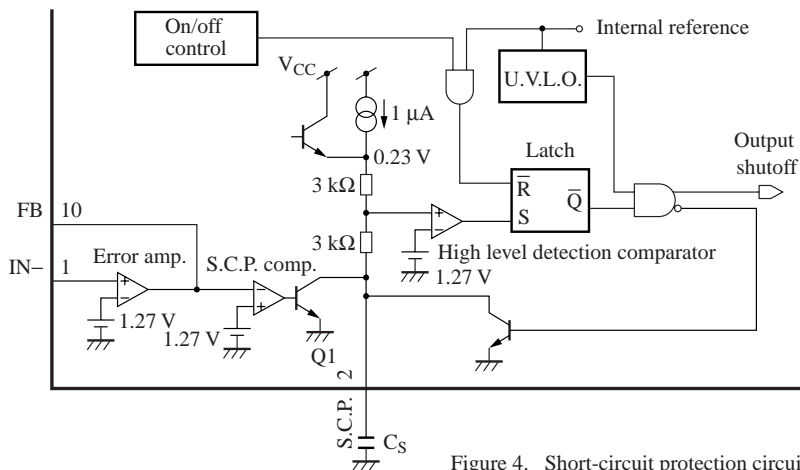 On/off
control
Internal reference
V_CC
U.V.L.O.
1 μA
Output
shutoff
0.23 V
Latch
3 kΩ
R̅
Q̅
S
FB 10
3 kΩ
High level detection comparator
IN− 1
Error amp.
S.C.P. comp.
1.27 V
1.27 V
1.27 V
Q1
S.C.P. 2
C_S
Figure 4. Short-circuit protection circui